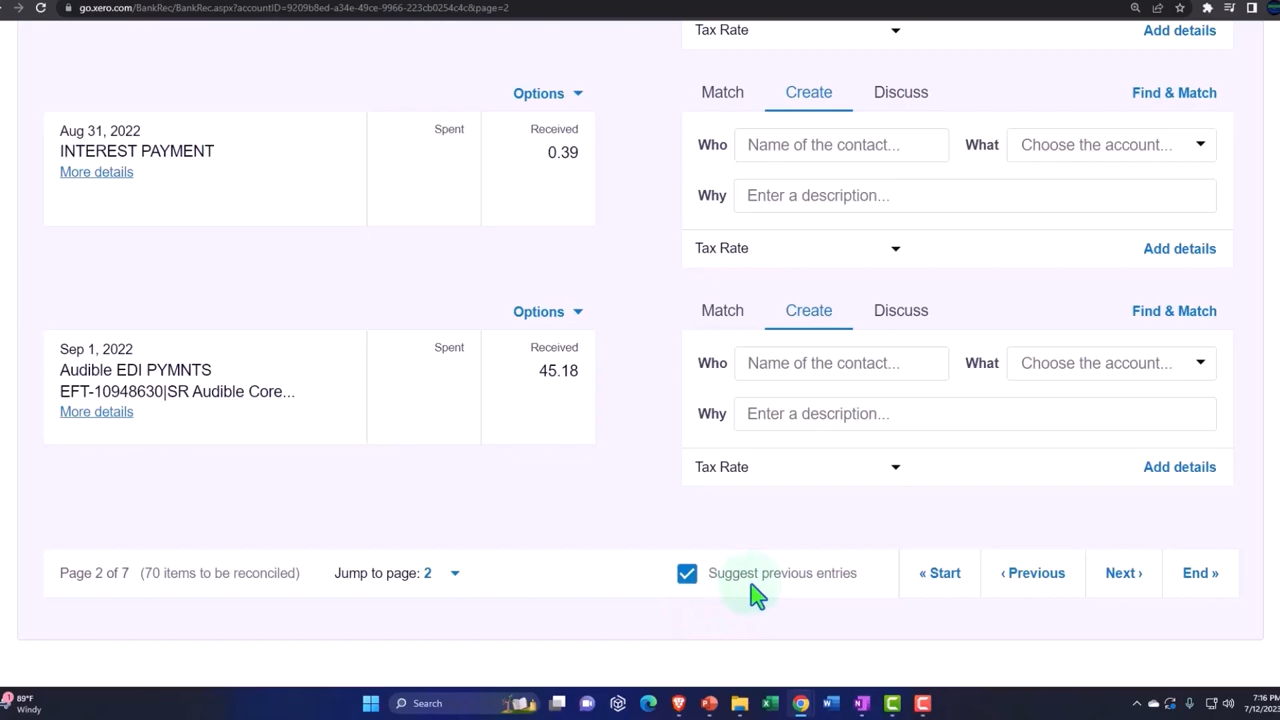 go.xero.com/BankRec/BankRec.aspx?accountID=9209b8ed-a34e-49ce-9966-223cb0254c4c&page=2
Tax Rate Add details
Options Match Create Discuss Find & Match
Aug 31, 2022 Spent Received
INTEREST PAYMENT 0.39
More details
Who Name of the contact... What Choose the account...
Why Enter a description...
Tax Rate Add details
Options Match Create Discuss Find & Match
Sep 1, 2022 Spent Received
Audible EDI PYMNTS 45.18
EFT-10948630|SR Audible Core...
More details
Who Name of the contact... What Choose the account...
Why Enter a description...
Tax Rate Add details
Page 2 of 7 (70 items to be reconciled) Jump to page: 2 Suggest previous entries « Start ‹ Previous Next › End »
1 89°F
Windy
Search
7:16 PM